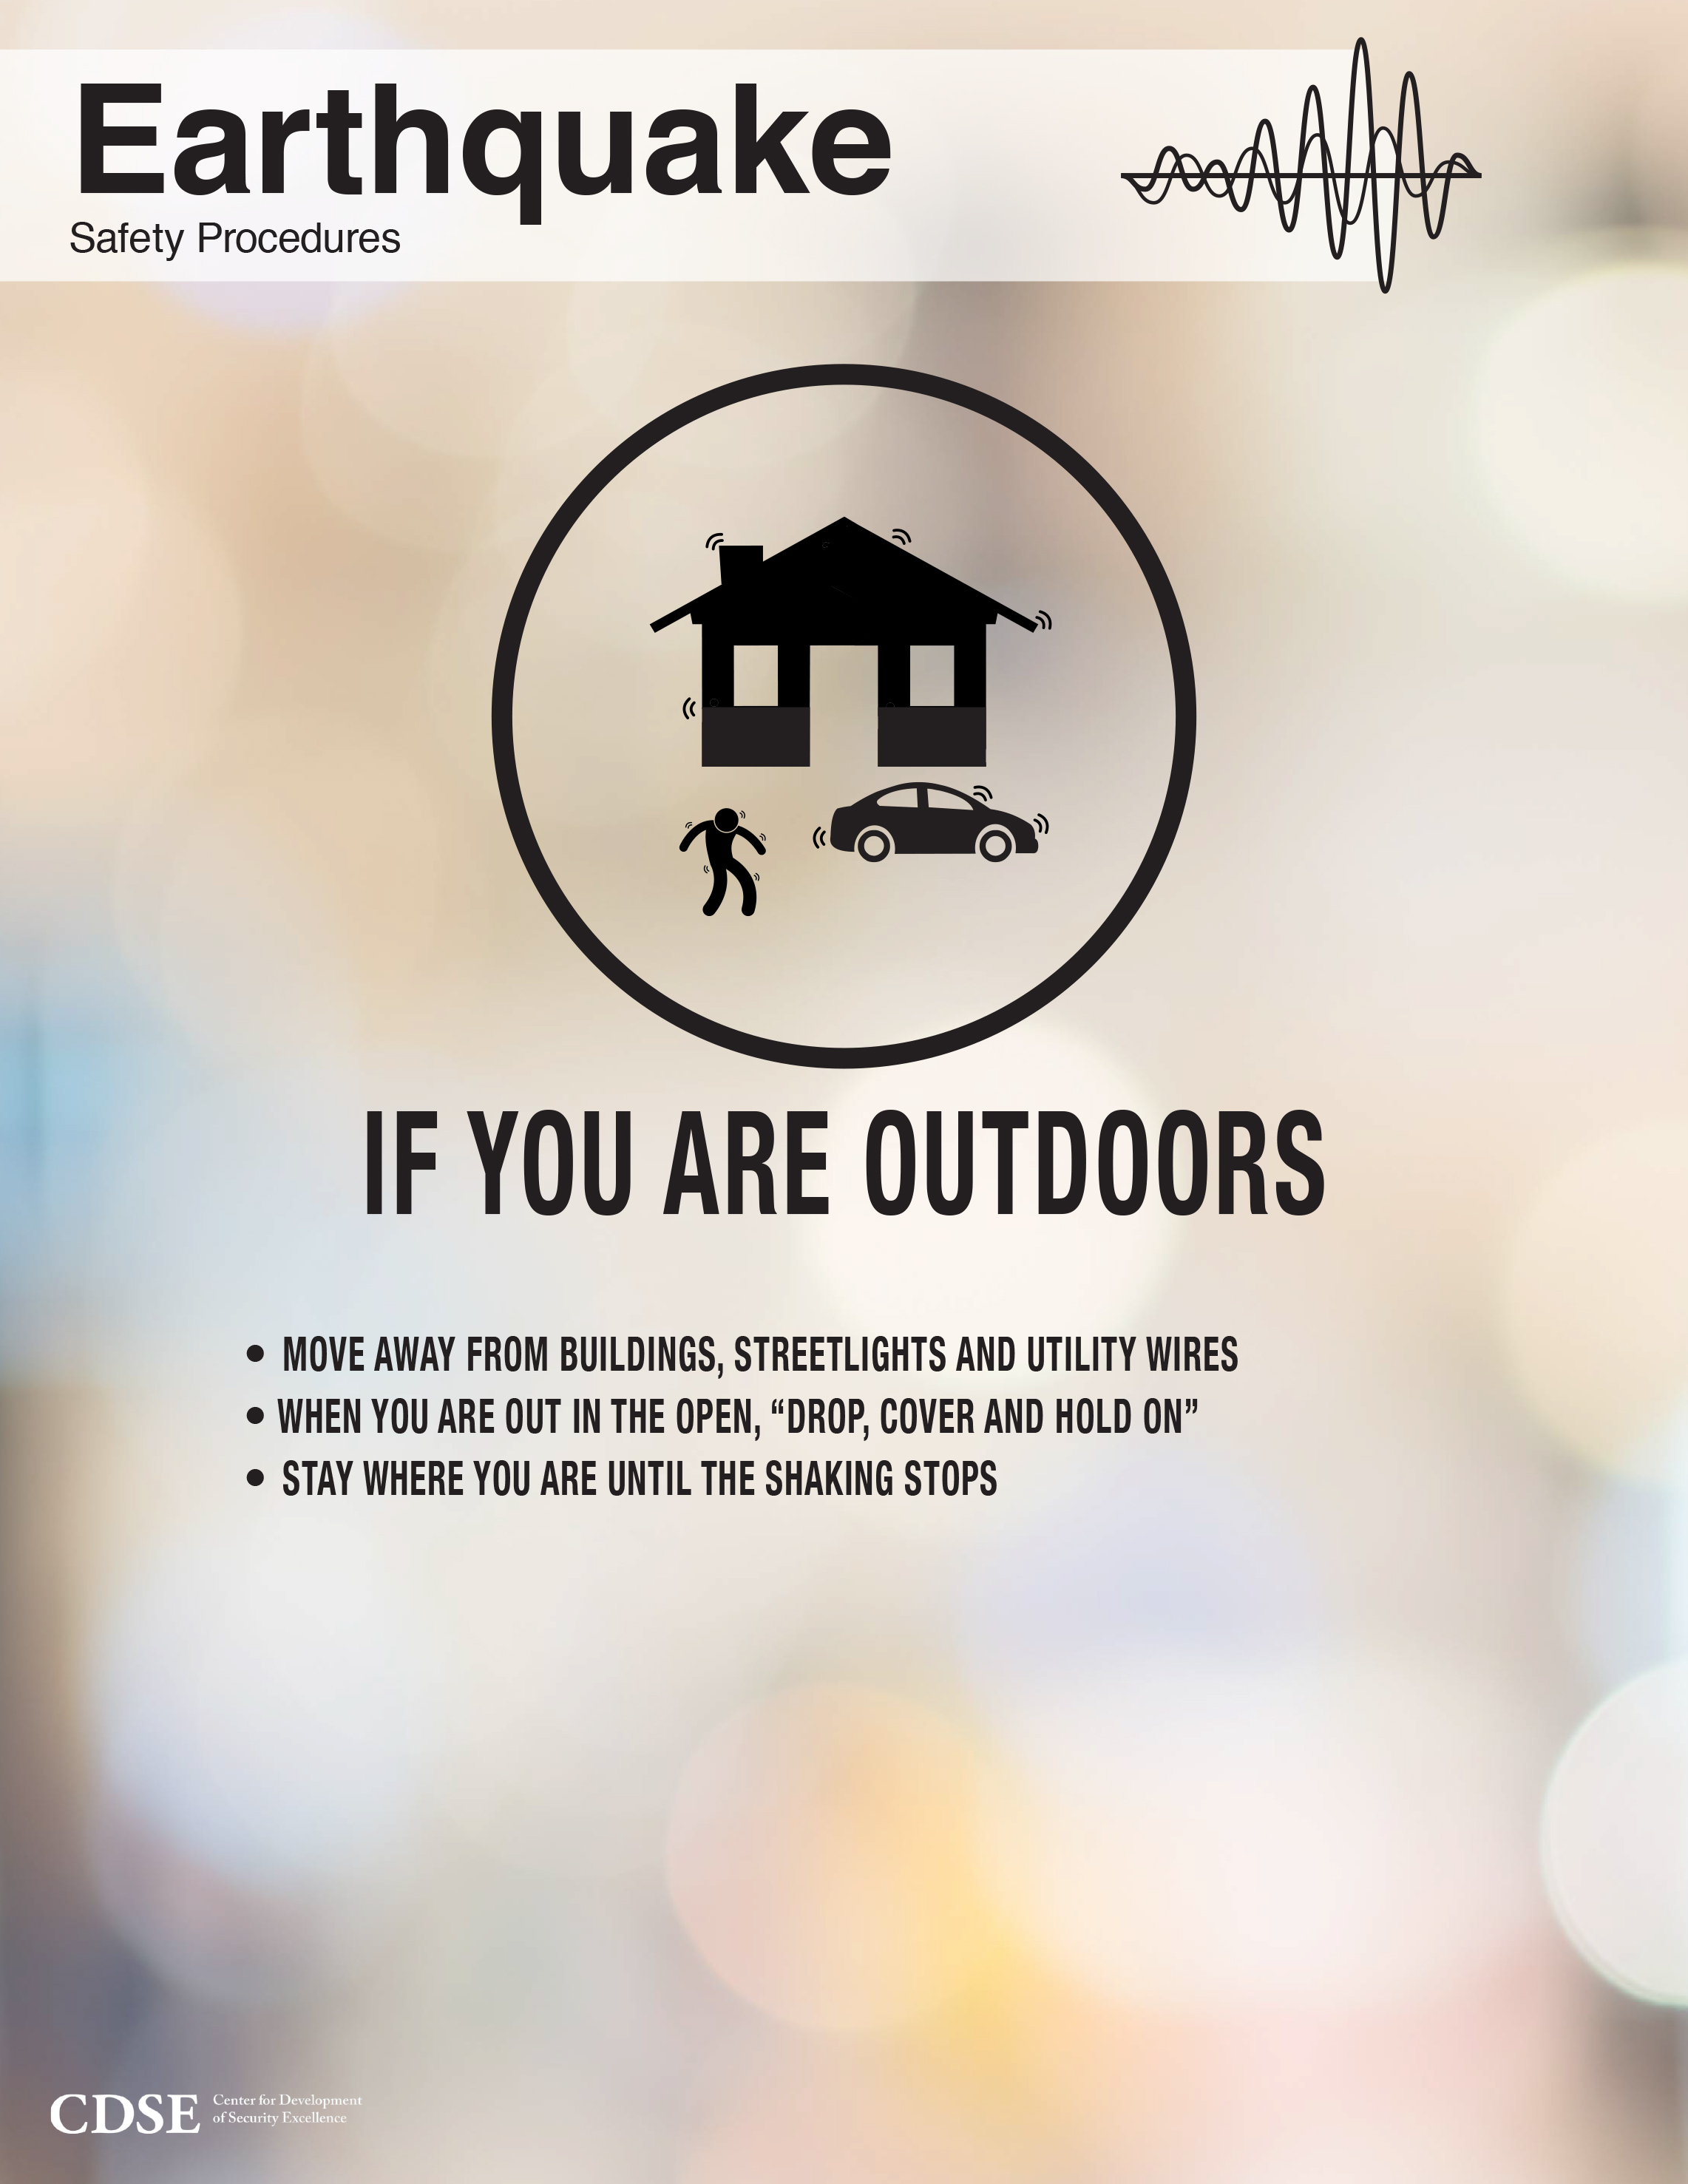 Earthquake
Safety Procedures
IF YOU ARE OUTDOORS
• MOVE AWAY FROM BUILDINGS, STREETLIGHTS AND UTILITY WIRES
• WHEN YOU ARE OUT IN THE OPEN, “DROP, COVER AND HOLD ON”
• STAY WHERE YOU ARE UNTIL THE SHAKING STOPS
CDSE
Center for Development
of Security Excellence